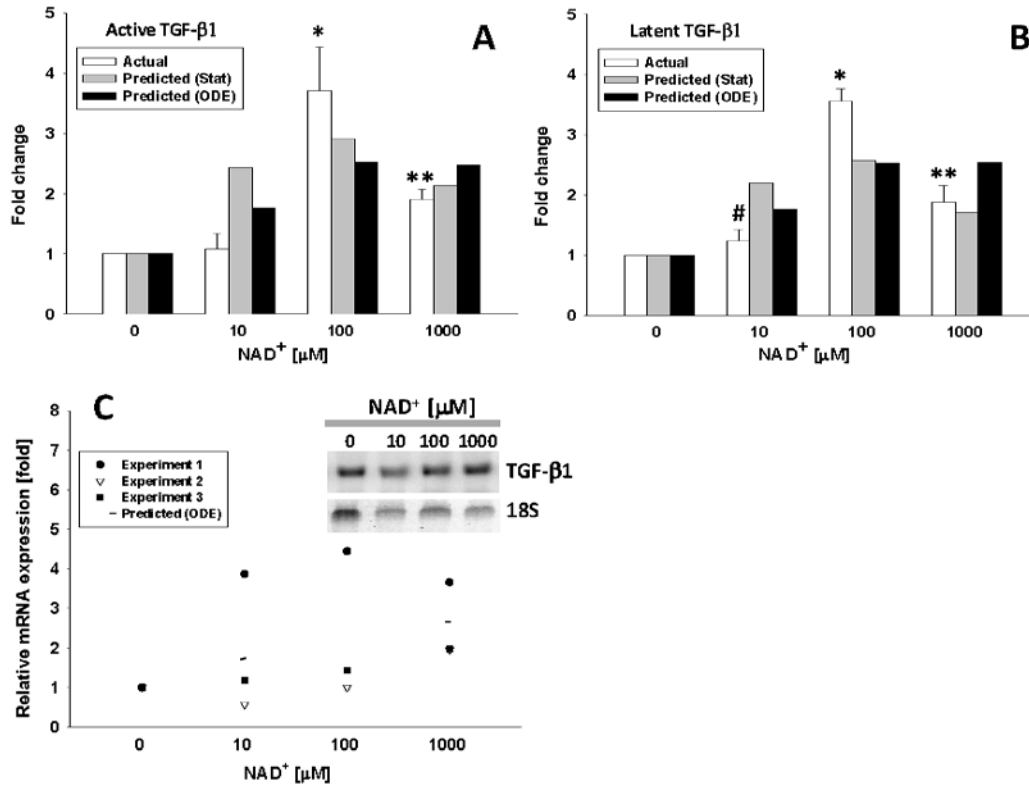 Active TGF-β1
A
Actual
Predicted (Stat)
Predicted (ODE)
Fold change
5
4
3
2
1
0
*
**
0 10 100 1000
NAD+ [μM]
Latent TGF-β1
B
Actual
Predicted (Stat)
Predicted (ODE)
Fold change
5
4
3
2
1
0
#
*
**
0 10 100 1000
NAD+ [μM]
C
Experiment 1
Experiment 2
Experiment 3
Predicted (ODE)
Relative mRNA expression [fold]
8
7
6
5
4
3
2
1
0
NAD+ [μM]
0 10 100 1000
TGF-β1
18S
0 10 100 1000
NAD+ [μM]